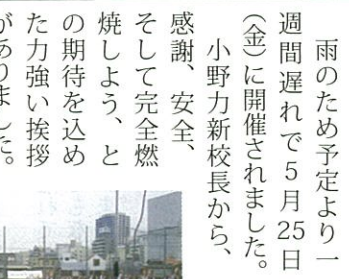 雨のため予定より一
週間遅れで5月25日
(金)に開催されました。
小野力新校長から、
感謝、安全、
そして完全燃
焼しよう、と
の期待を込め
た力強い挨拶
がありました。